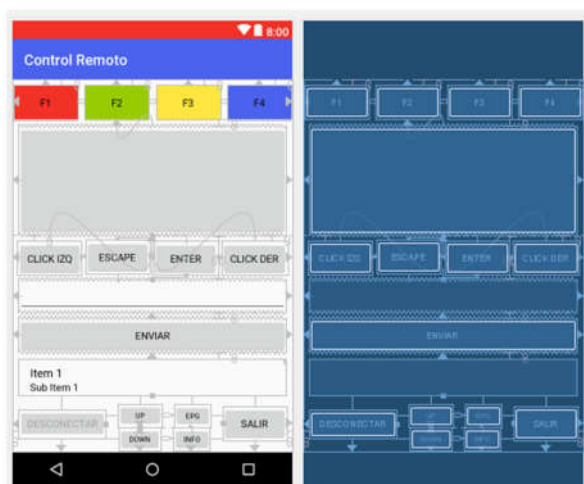 8:00
Control Remoto
F1 F2 F3 F4
CLICK IZQ ESCAPE ENTER CLICK DER
ENVIAR
Item 1
Sub Item 1
DESCONECTAR UP EPG SALIR
DOWN INFO
F1 F2 F3 F4
CLICK IZQ ESCAPE ENTER CLICK DER
ENVIAR
DESCONECTAR UP EPG SALIR
DOWN INFO